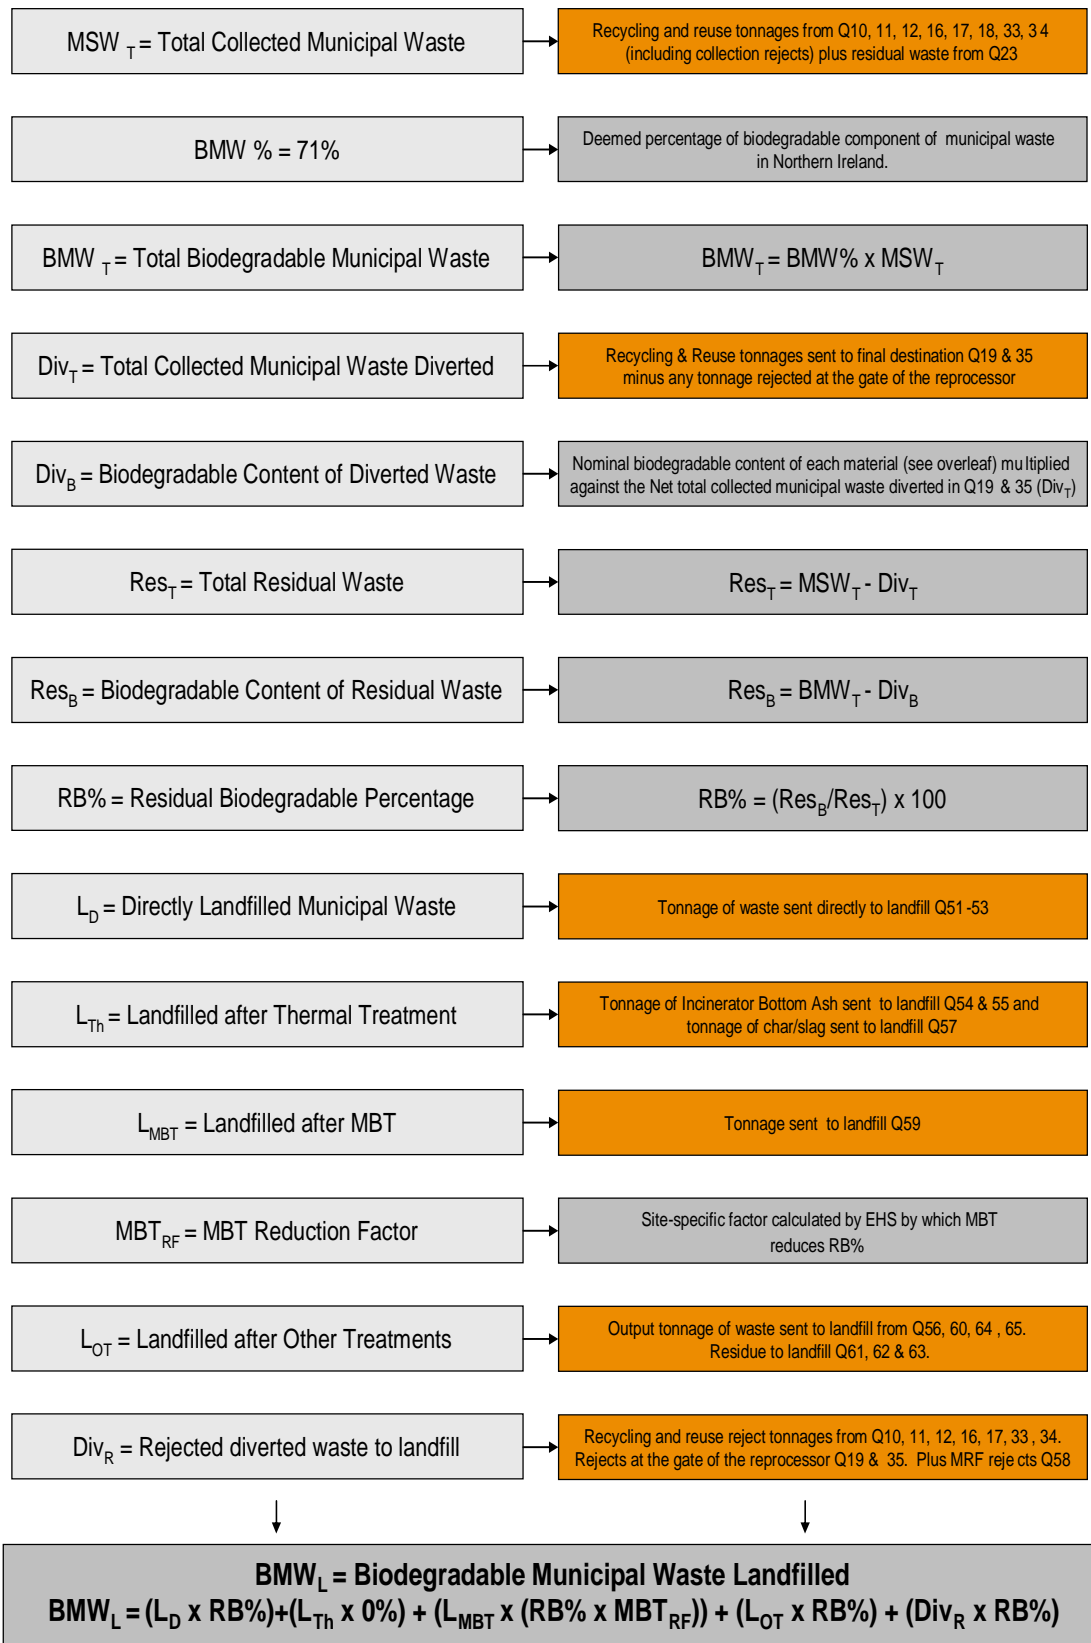 MSW T = Total Collected Municipal Waste
Recycling and reuse tonnages from Q10, 11, 12, 16, 17, 18, 33, 3 4
(including collection rejects) plus residual waste from Q23
BMW % = 71%
Deemed percentage of biodegradable component of municipal waste
in Northern Ireland.
BMW T = Total Biodegradable Municipal Waste
BMWT = BMW% x MSWT
DivT = Total Collected Municipal Waste Diverted
Recycling & Reuse tonnages sent to final destination Q19 & 35
minus any tonnage rejected at the gate of the reprocessor
DivB = Biodegradable Content of Diverted Waste
Nominal biodegradable content of each material (see overleaf) mu ltiplied
against the Net total collected municipal waste diverted in Q19 & 35 (DivT)
ResT = Total Residual Waste
ResT = MSWT - DivT
ResB = Biodegradable Content of Residual Waste
ResB = BMWT - DivB
RB% = Residual Biodegradable Percentage
RB% = (ResB/ResT) x 100
LD = Directly Landfilled Municipal Waste
Tonnage of waste sent directly to landfill Q51 -53
LTh = Landfilled after Thermal Treatment
Tonnage of Incinerator Bottom Ash sent to landfill Q54 & 55 and
tonnage of char/slag sent to landfill Q57
LMBT = Landfilled after MBT
Tonnage sent to landfill Q59
MBTRF = MBT Reduction Factor
Site-specific factor calculated by EHS by which MBT
reduces RB%
LOT = Landfilled after Other Treatments
Output tonnage of waste sent to landfill from Q56, 60, 64 , 65.
Residue to landfill Q61, 62 & 63.
DivR = Rejected diverted waste to landfill
Recycling and reuse reject tonnages from Q10, 11, 12, 16, 17, 33 , 34.
Rejects at the gate of the reprocessor Q19 & 35. Plus MRF reje cts Q58
BMWL = Biodegradable Municipal Waste Landfilled
BMWL = (LD x RB%)+(LTh x 0%) + (LMBT x (RB% x MBTRF)) + (LOT x RB%) + (DivR x RB%)